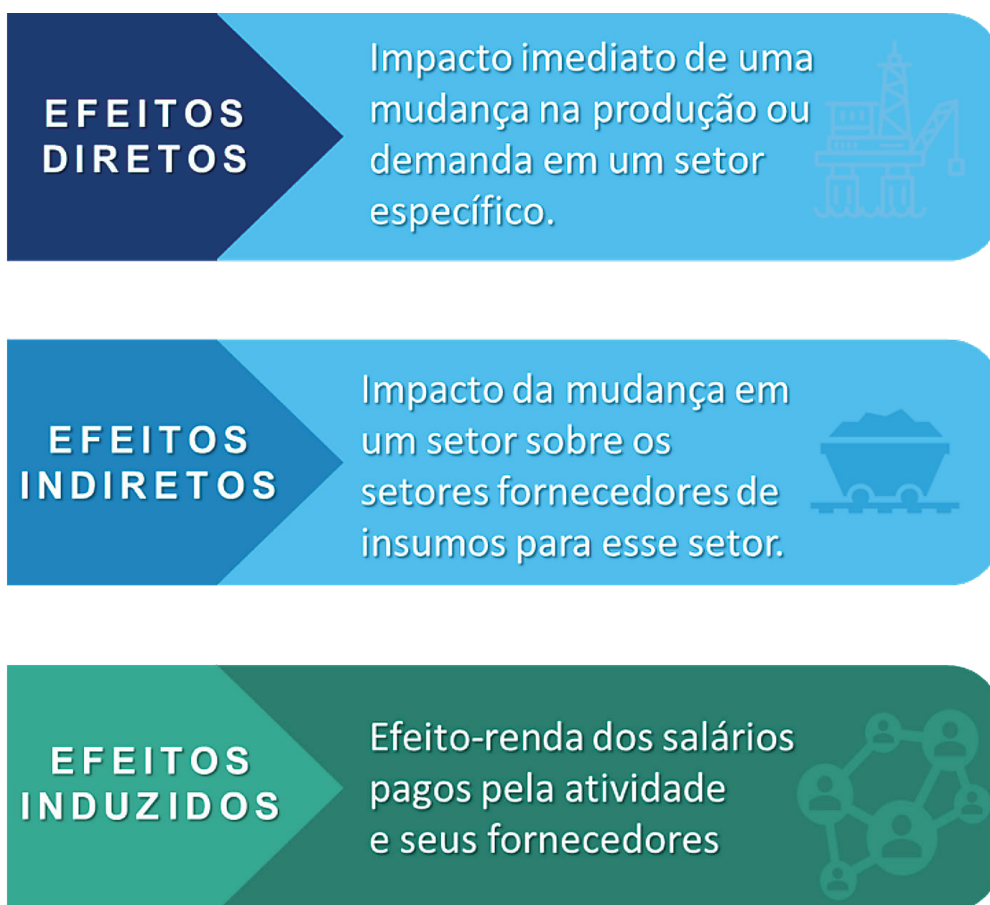 EFEITOS
DIRETOS
Impacto imediato de uma
mudança na produção ou
demanda em um setor
específico.
EFEITOS
INDIRETOS
Impacto da mudança em
um setor sobre os
setores fornecedores de
insumos para esse setor.
EFEITOS
INDUZIDOS
Efeito-renda dos salários
pagos pela atividade
e seus fornecedores